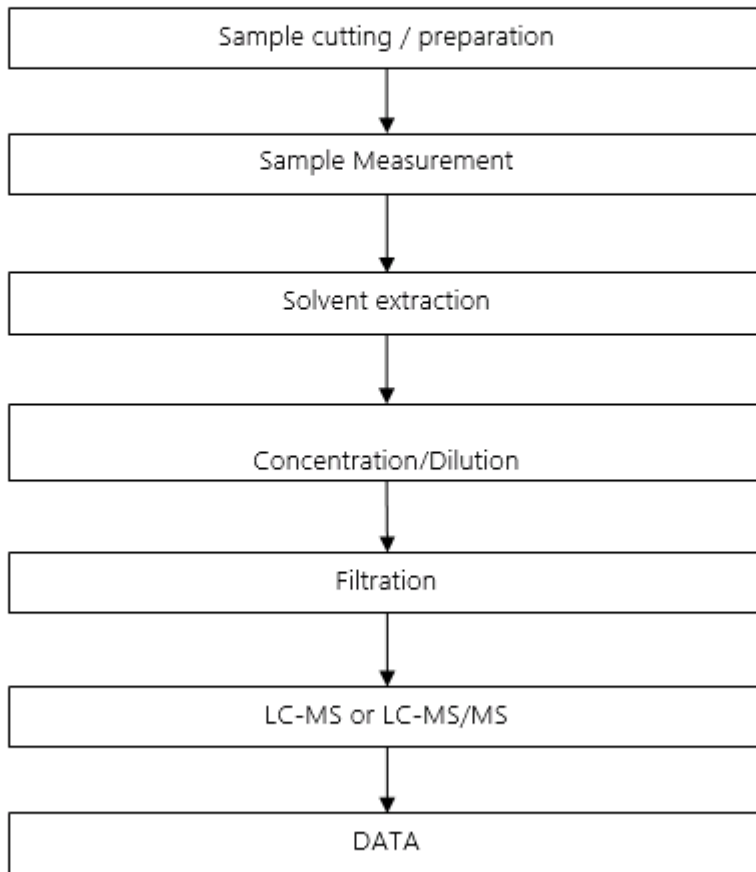 Sample cutting / preparation
Sample Measurement
Solvent extraction
Concentration/Dilution
Filtration
LC-MS or LC-MS/MS
DATA